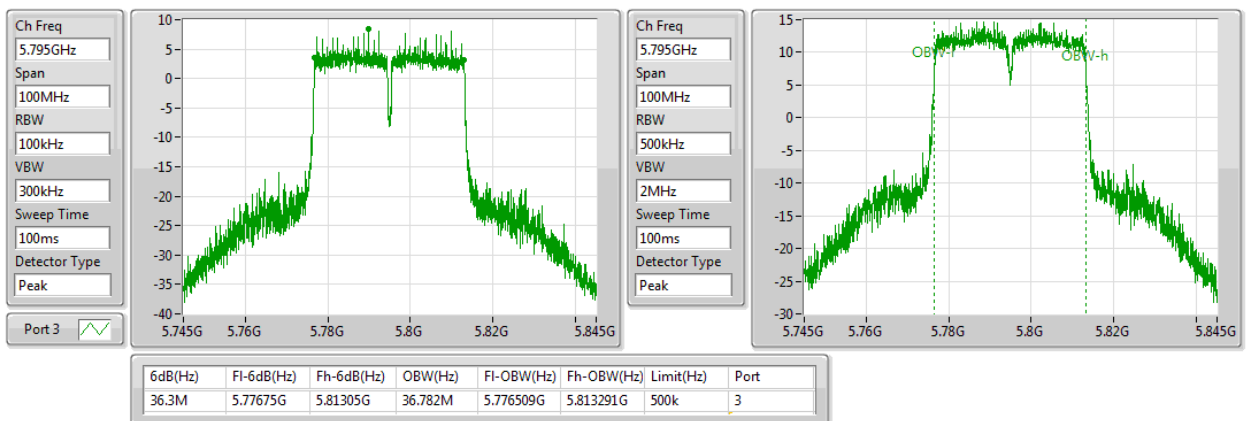 Ch Freq
5.795GHz
Span
100MHz
RBW
100kHz
VBW
300kHz
Sweep Time
100ms
Detector Type
Peak
Port 3
10
0
-5
-10
-15
-20
-25
-30
-35
-40
5.745G 5.76G 5.78G 5.8G 5.82G 5.845G
Ch Freq
5.795GHz
Span
100MHz
RBW
500kHz
VBW
2MHz
Sweep Time
100ms
Detector Type
Peak
15
10
5
0
-5
-10
-15
-20
-25
-30
OBW-l OBW-h
5.745G 5.76G 5.78G 5.8G 5.82G 5.845G
6dB(Hz) Fl-6dB(Hz) Fh-6dB(Hz) OBW(Hz) Fl-OBW(Hz) Fh-OBW(Hz) Limit(Hz) Port
36.3M 5.77675G 5.81305G 36.782M 5.776509G 5.813291G 500k 3